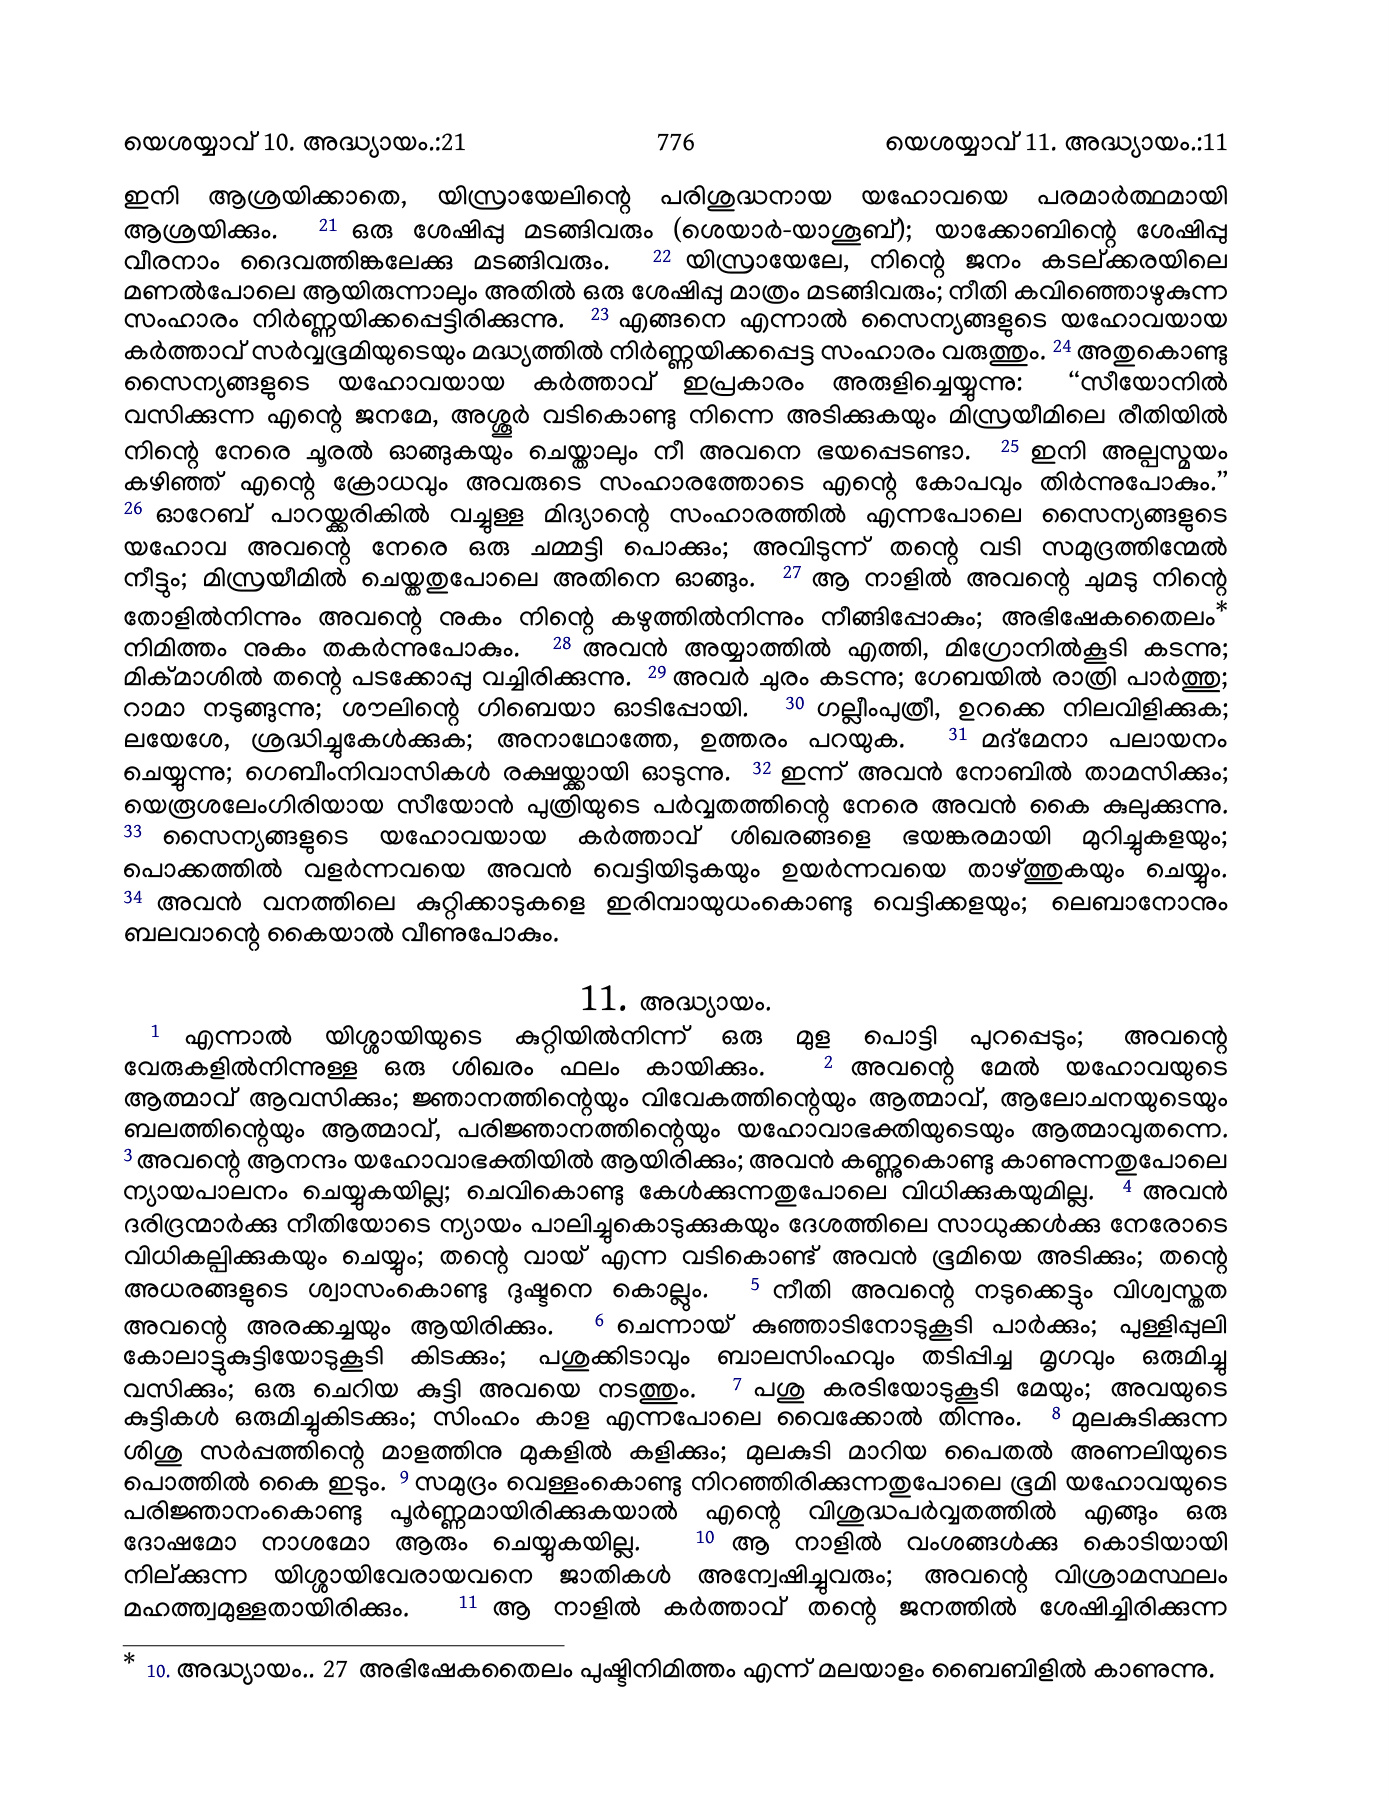 യെശയ്യാവ് 10. അദ്ധ്യായം.:21 776 യെശയ്യാവ് 11. അദ്ധ്യായം.:11
ഇനി ആശ്രയിക്കാതെ, യിസ്രായേലിന്റെ പരിശുദ്ധനായ യഹോവയെ പരമാർത്ഥമായി
ആശ്രയിക്കും. 21 ഒരു ശേഷിപ്പു മടങ്ങിവരും (ശെയാർ-യാശൂബ്); യാക്കോബിന്റെ ശേഷിപ്പു
വീരനാം ദൈവത്തിങ്കലേക്കു മടങ്ങിവരും. 22 യിസ്രായേലേ, നിന്റെ ജനം കടല്ക്കരയിലെ
മണൽപോലെ ആയിരുന്നാലും അതിൽ ഒരു ശേഷിപ്പു മാത്രം മടങ്ങിവരും; നീതി കവിഞ്ഞൊഴുകുന്ന
സംഹാരം നിർണ്ണയിക്കപ്പെട്ടിരിക്കുന്നു. 23 എങ്ങനെ എന്നാൽ സൈന്യങ്ങളുടെ യഹോവയായ
കർത്താവ് സർവ്വഭൂമിയുടെയും മദ്ധ്യത്തിൽ നിർണ്ണയിക്കപ്പെട്ട സംഹാരം വരുത്തും. 24 അതുകൊണ്ടു
സൈന്യങ്ങളുടെ യഹോവയായ കർത്താവ് ഇപ്രകാരം അരുളിച്ചെയ്യുന്നു: “സീയോനിൽ
വസിക്കുന്ന എന്റെ ജനമേ, അശ്ശൂർ വടികൊണ്ടു നിന്നെ അടിക്കുകയും മിസ്രയീമിലെ രീതിയിൽ
നിന്റെ നേരെ ചൂരൽ ഓങ്ങുകയും ചെയ്താലും നീ അവനെ ഭയപ്പെടണ്ടാ. 25 ഇനി അല്പസ്മയം
കഴിഞ്ഞ് എന്റെ ക്രോധവും അവരുടെ സംഹാരത്തോടെ എന്റെ കോപവും തിർന്നുപോകും.”
26 ഓറേബ് പാറയ്ക്കരികിൽ വച്ചുള്ള മിദ്യാന്റെ സംഹാരത്തിൽ എന്നപോലെ സൈന്യങ്ങളുടെ
യഹോവ അവന്റെ നേരെ ഒരു ചമ്മട്ടി പൊക്കും; അവിടുന്ന് തന്റെ വടി സമുദ്രത്തിന്മേൽ
നീട്ടും; മിസ്രയീമിൽ ചെയ്തതുപോലെ അതിനെ ഓങ്ങും. 27 ആ നാളിൽ അവന്റെ ചുമടു നിന്റെ
തോളിൽനിന്നും അവന്റെ നുകം നിന്റെ കഴുത്തിൽനിന്നും നീങ്ങിപ്പോകും; അഭിഷേകതൈലം*
നിമിത്തം നുകം തകർന്നുപോകും. 28 അവൻ അയ്യാത്തിൽ എത്തി, മിഗ്രോനിൽകൂടി കടന്നു;
മിക്മാശിൽ തന്റെ പടക്കോപ്പു വച്ചിരിക്കുന്നു. 29 അവർ ചുരം കടന്നു; ഗേബയിൽ രാത്രി പാർത്തു;
റാമാ നടുങ്ങുന്നു; ശൗലിന്റെ ഗിബെയാ ഓടിപ്പോയി. 30 ഗല്ലീംപുത്രീ, ഉറക്കെ നിലവിളിക്കുക;
ലയേശേ, ശ്രദ്ധിച്ചുകേൾക്കുക; അനാഥോത്തേ, ഉത്തരം പറയുക. 31 മദ്മേനാ പലായനം
ചെയ്യുന്നു; ഗെബീംനിവാസികൾ രക്ഷയ്ക്കായി ഓടുന്നു. 32 ഇന്ന് അവൻ നോബിൽ താമസിക്കും;
യെരൂശലേംഗിരിയായ സീയോൻ പുത്രിയുടെ പർവ്വതത്തിന്റെ നേരെ അവൻ കൈ കുലുക്കുന്നു.
33 സൈന്യങ്ങളുടെ യഹോവയായ കർത്താവ് ശിഖരങ്ങളെ ഭയങ്കരമായി മുറിച്ചുകളയും;
പൊക്കത്തിൽ വളർന്നവയെ അവൻ വെട്ടിയിടുകയും ഉയർന്നവയെ താഴ്ത്തുകയും ചെയ്യും.
34 അവൻ വനത്തിലെ കുറ്റിക്കാടുകളെ ഇരിമ്പായുധംകൊണ്ടു വെട്ടിക്കളയും; ലെബാനോനും
ബലവാന്റെ കൈയാൽ വീണുപോകും.
11. അദ്ധ്യായം.
1 എന്നാൽ യിശ്ശായിയുടെ കുറ്റിയിൽനിന്ന് ഒരു മുള പൊട്ടി പുറപ്പെടും; അവന്റെ
വേരുകളിൽനിന്നുള്ള ഒരു ശിഖരം ഫലം കായിക്കും. 2 അവന്റെ മേൽ യഹോവയുടെ
ആത്മാവ് ആവസിക്കും; ജ്ഞാനത്തിന്റെയും വിവേകത്തിന്റെയും ആത്മാവ്, ആലോചനയുടെയും
ബലത്തിന്റെയും ആത്മാവ്, പരിജ്ഞാനത്തിന്റെയും യഹോവാഭക്തിയുടെയും ആത്മാവുതന്നെ.
3 അവന്റെ ആനന്ദം യഹോവാഭക്തിയിൽ ആയിരിക്കും; അവൻ കണ്ണുകൊണ്ടു കാണുന്നതുപോലെ
ന്യായപാലനം ചെയ്യുകയില്ല; ചെവികൊണ്ടു കേൾക്കുന്നതുപോലെ വിധിക്കുകയുമില്ല. 4 അവൻ
ദരിദ്രന്മാർക്കു നീതിയോടെ ന്യായം പാലിച്ചുകൊടുക്കുകയും ദേശത്തിലെ സാധുക്കൾക്കു നേരോടെ
വിധികല്പിക്കുകയും ചെയ്യും; തന്റെ വായ് എന്ന വടികൊണ്ട് അവൻ ഭൂമിയെ അടിക്കും; തന്റെ
അധരങ്ങളുടെ ശ്വാസംകൊണ്ടു ദുഷ്ടനെ കൊല്ലും. 5 നീതി അവന്റെ നടുക്കെട്ടും വിശ്വസ്തത
അവന്റെ അരക്കച്ചയും ആയിരിക്കും. 6 ചെന്നായ് കുഞ്ഞാടിനോടുകൂടി പാർക്കും; പുള്ളിപ്പുലി
കോലാട്ടുകുട്ടിയോടുകൂടി കിടക്കും; പശുക്കിടാവും ബാലസിംഹവും തടിപ്പിച്ച മൃഗവും ഒരുമിച്ചു
വസിക്കും; ഒരു ചെറിയ കുട്ടി അവയെ നടത്തും. 7 പശു കരടിയോടുകൂടി മേയും; അവയുടെ
കുട്ടികൾ ഒരുമിച്ചുകിടക്കും; സിംഹം കാള എന്നപോലെ വൈക്കോൽ തിന്നും. 8 മുലകുടിക്കുന്ന
ശിശു സർപ്പത്തിന്റെ മാളത്തിനു മുകളിൽ കളിക്കും; മുലകുടി മാറിയ പൈതൽ അണലിയുടെ
പൊത്തിൽ കൈ ഇടും. 9 സമുദ്രം വെള്ളംകൊണ്ടു നിറഞ്ഞിരിക്കുന്നതുപോലെ ഭൂമി യഹോവയുടെ
പരിജ്ഞാനംകൊണ്ടു പൂർണ്ണമായിരിക്കുകയാൽ എന്റെ വിശുദ്ധപർവ്വതത്തിൽ എങ്ങും ഒരു
ദോഷമോ നാശമോ ആരും ചെയ്യുകയില്ല. 10 ആ നാളിൽ വംശങ്ങൾക്കു കൊടിയായി
നില്ക്കുന്ന യിശ്ശായിവേരായവനെ ജാതികൾ അന്വേഷിച്ചുവരും; അവന്റെ വിശ്രാമസ്ഥലം
മഹത്ത്വമുള്ളതായിരിക്കും. 11 ആ നാളിൽ കർത്താവ് തന്റെ ജനത്തിൽ ശേഷിച്ചിരിക്കുന്ന
* 10. അദ്ധ്യായം.. 27 അഭിഷേകതൈലം പുഷ്ടിനിമിത്തം എന്ന് മലയാളം ബൈബിളിൽ കാണുന്നു.